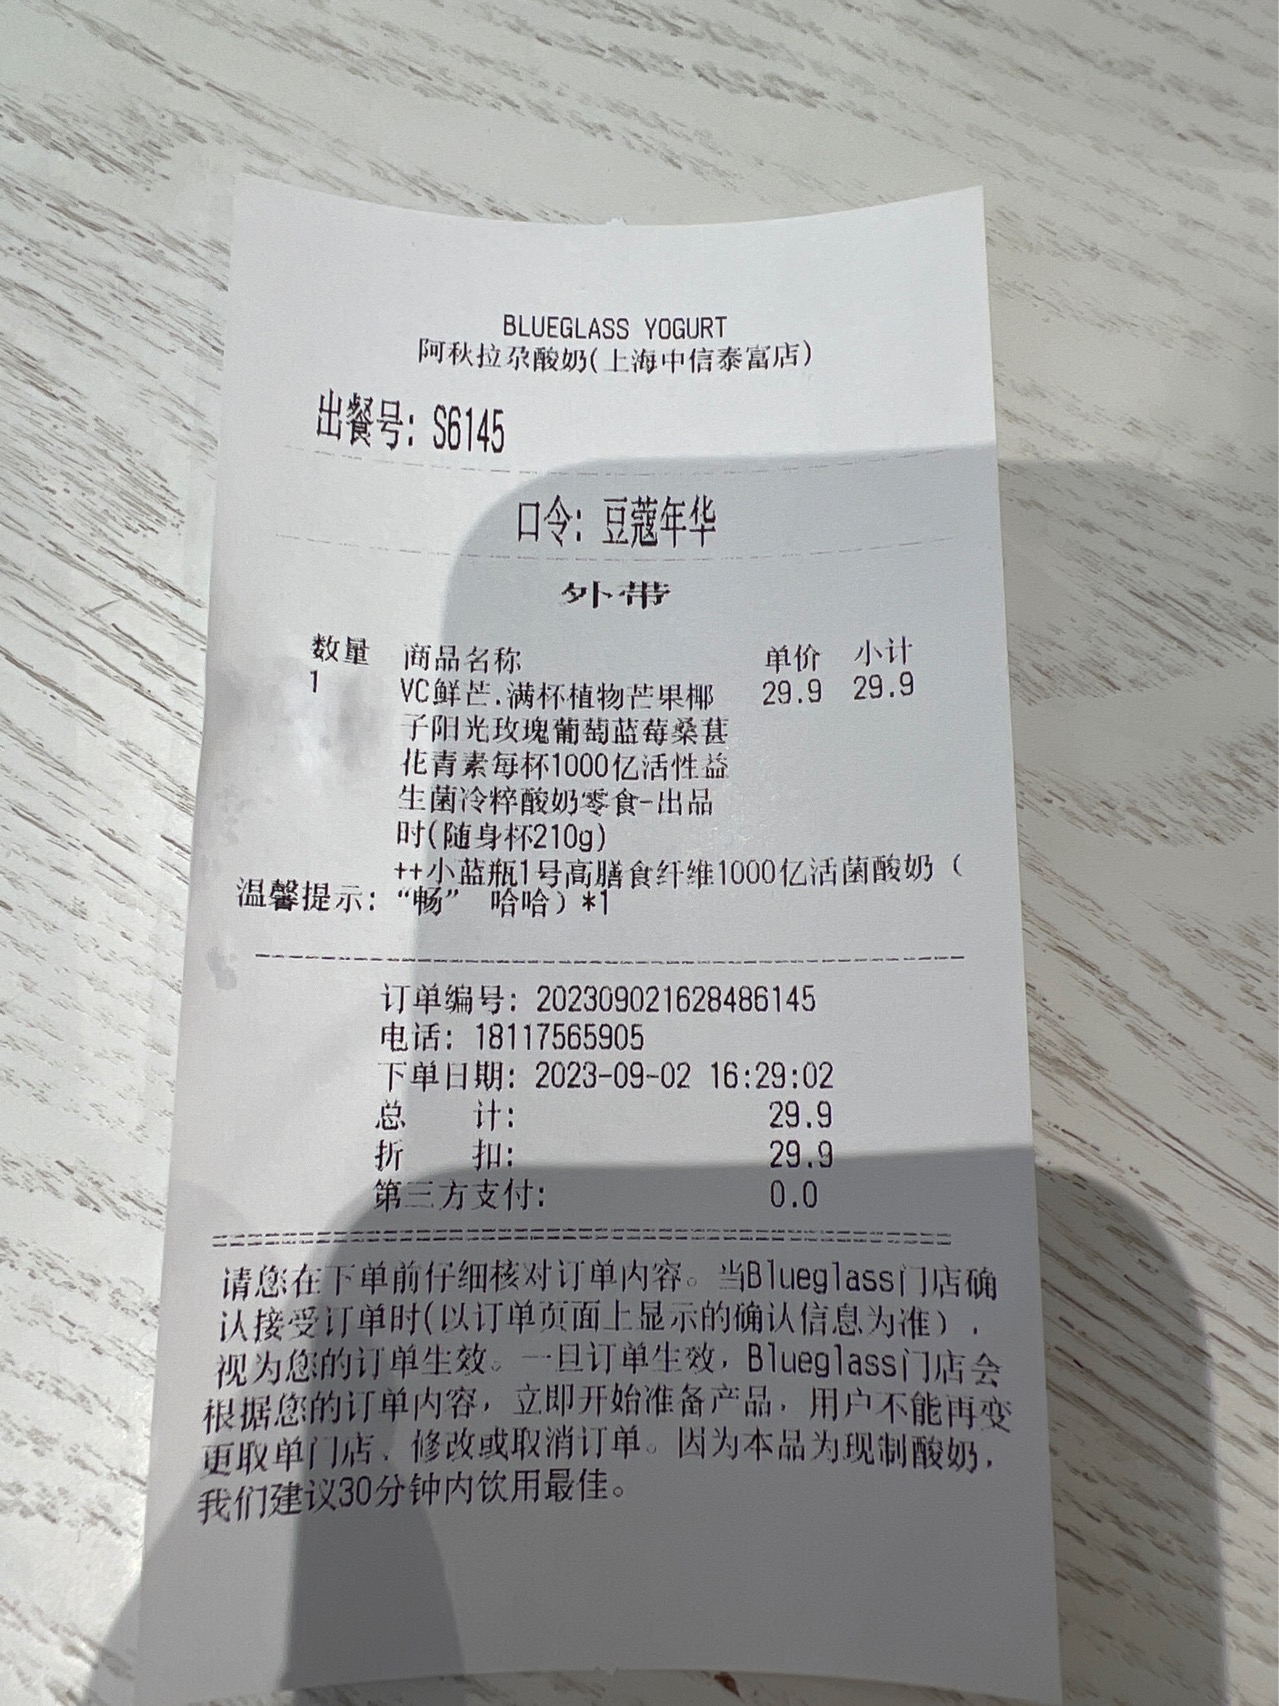 BLUEGLASS YOGURT
阿秋拉尕酸奶(上海中信泰富店)
出餐号: S6145
口令: 豆蔻年华
外带
数量 商品名称 单价 小计
1 VC鲜芒.满杯植物芒果椰 29.9 29.9
子阳光玫瑰葡萄蓝莓桑葚
花青素每杯1000亿活性益
生菌冷粹酸奶零食-出品
时(随身杯210g)
++小蓝瓶1号高膳食纤维1000亿活菌酸奶（
温馨提示: “畅” 哈哈）*1
订单编号: 202309021628486145
电话: 18117565905
下单日期: 2023-09-02 16:29:02
总 计: 29.9
折 扣: 29.9
第三方支付: 0.0
请您在下单前仔细核对订单内容。当Blueglass门店确
认接受订单时(以订单页面上显示的确认信息为准)，
视为您的订单生效。一旦订单生效，Blueglass门店会
根据您的订单内容，立即开始准备产品，用户不能再变
更取单门店、修改或取消订单。因为本品为现制酸奶，
我们建议30分钟内饮用最佳。